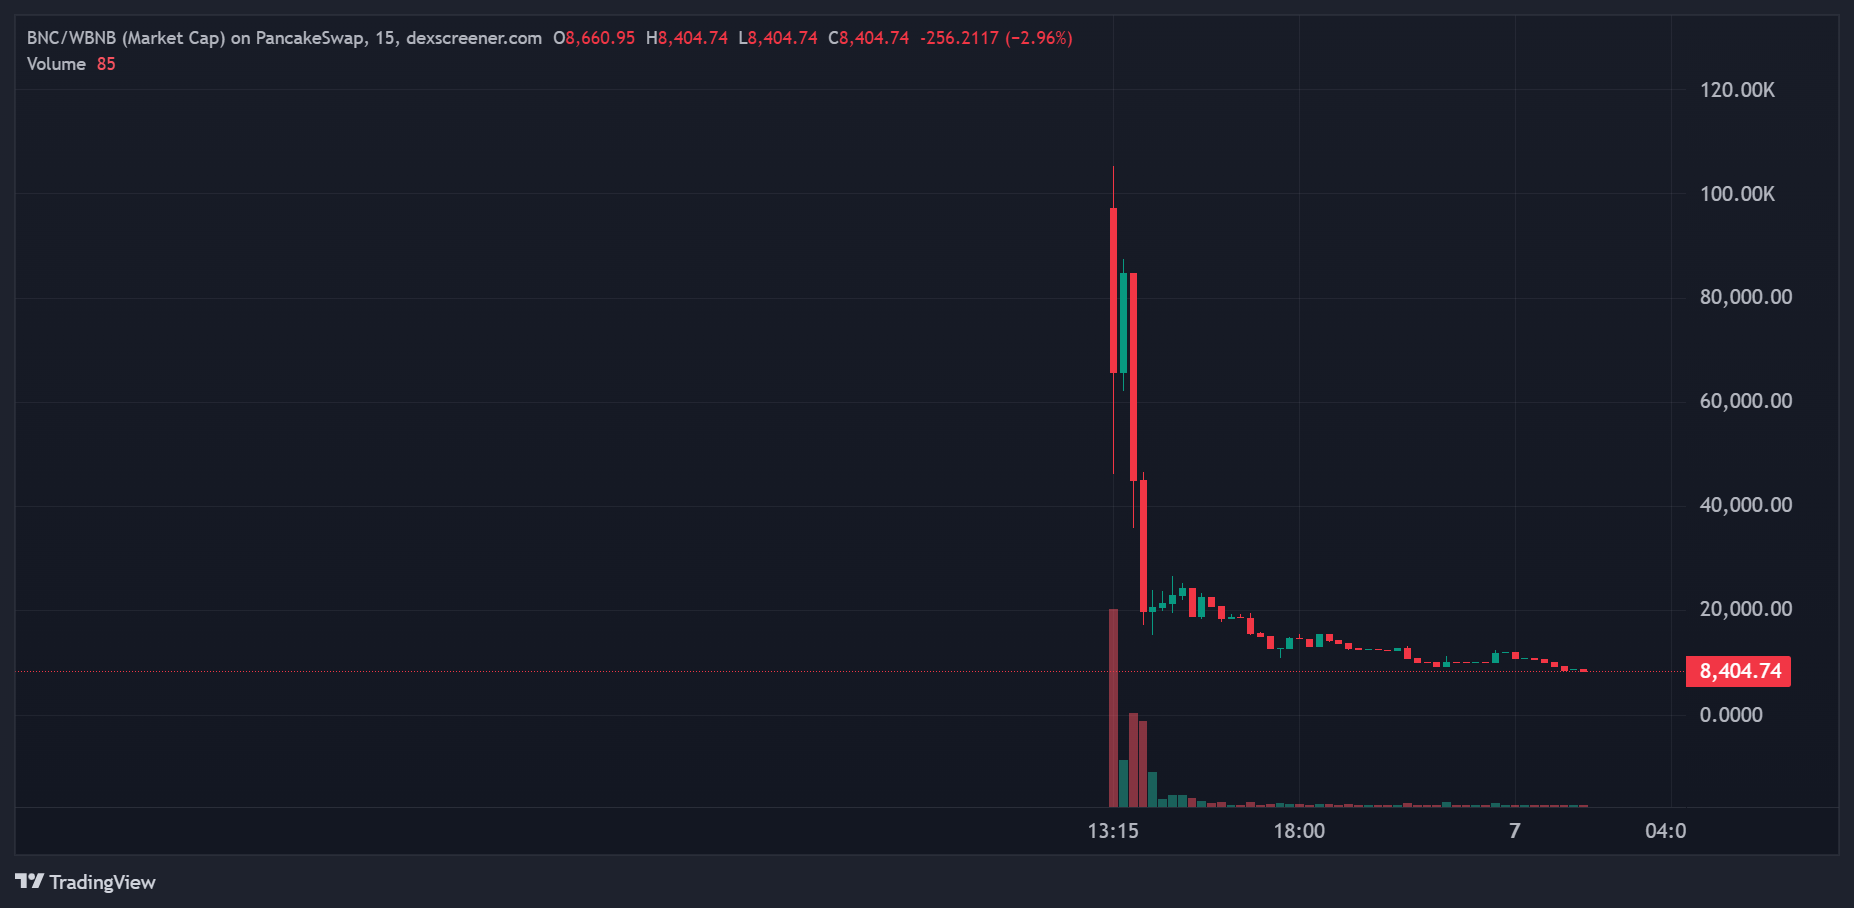 BNC/WBNB (Market Cap) on PancakeSwap, 15, dexscreener.com O8,660.95 H8,404.74 L8,404.74 C8,404.74 -256.2117 (−2.96%)
Volume 85
120.00K
100.00K
80,000.00
60,000.00
40,000.00
20,000.00
8,404.74
0.0000
13:15 18:00 7 04:0
TradingView